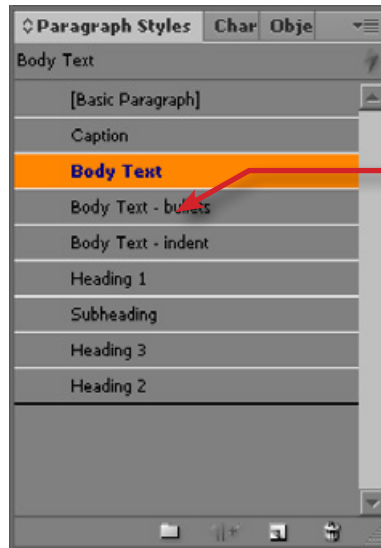 Paragraph Styles Char Obje
Body Text
[Basic Paragraph]
Caption
Body Text
Body Text - bullets
Body Text - indent
Heading 1
Subheading
Heading 3
Heading 2